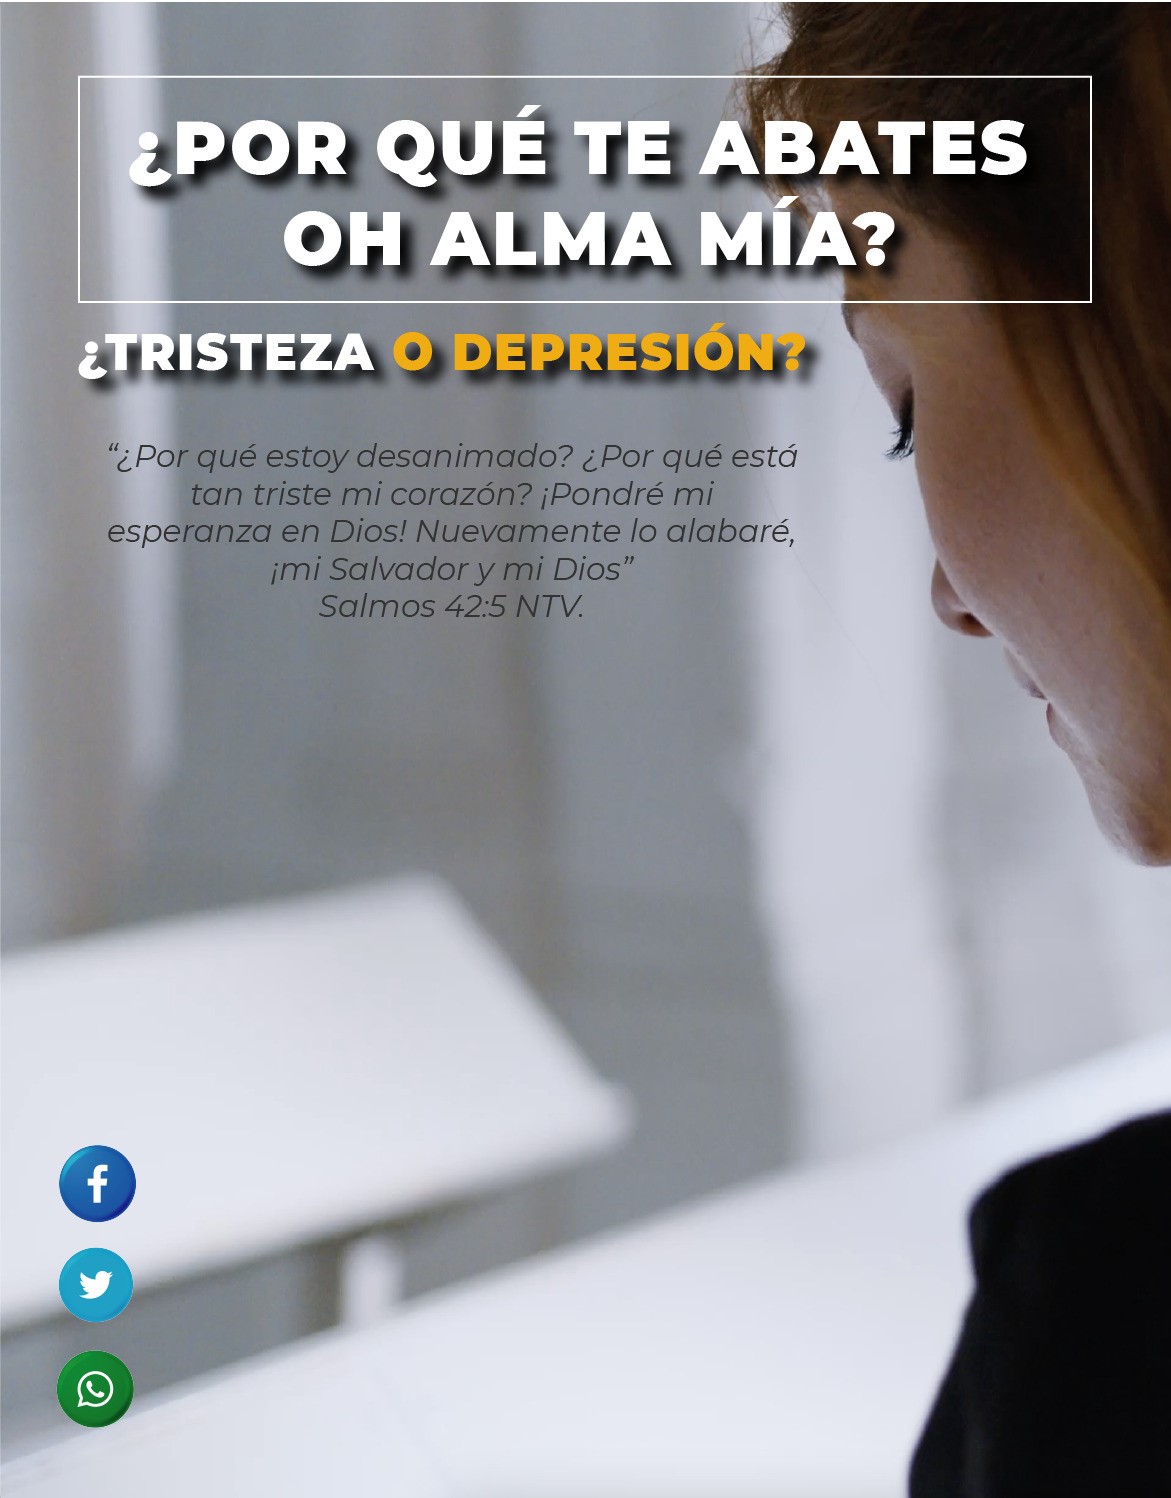 ¿POR QUÉ TE ABATES
OH ALMA MÍA?
¿TRISTEZA O DEPRESIÓN?
“¿Por qué estoy desanimado? ¿Por qué está
tan triste mi corazón? ¡Pondré mi
esperanza en Dios! Nuevamente lo alabaré,
¡mi Salvador y mi Dios”
Salmos 42:5 NTV.